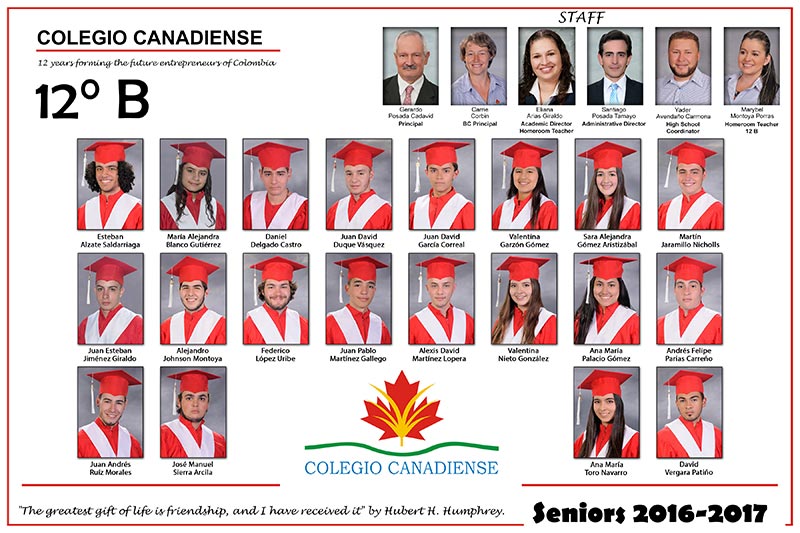 COLEGIO CANADIENSE
12 years forming the future entrepreneurs of Colombia
12º B
STAFF
Gerardo
Posada Cadavid
Principal
Carrie
Corbin
BC Principal
Eliana
Arias Giraldo
Academic Director
Homeroom Teacher
Santiago
Posada Tamayo
Administrative Director
Yader
Avendaño Carmona
High School
Coordinator
Marybel
Montoya Porras
Homeroom Teacher
12 B
Esteban
Alzate Saldarriaga
María Alejandra
Blanco Gutiérrez
Daniel
Delgado Castro
Juan David
Duque Vásquez
Juan David
García Correal
Valentina
Garzón Gómez
Sara Alejandra
Gómez Aristizábal
Martín
Jaramillo Nicholls
Juan Esteban
Jiménez Giraldo
Alejandro
Johnson Montoya
Federico
López Uribe
Juan Pablo
Martínez Gallego
Alexis David
Martínez Lopera
Valentina
Nieto González
Ana María
Palacio Gómez
Andrés Felipe
Parias Carreño
Juan Andrés
Ruíz Morales
José Manuel
Sierra Arcila
COLEGIO CANADIENSE
Ana María
Toro Navarro
David
Vergara Patiño
"The greatest gift of life is friendship, and I have received it" by Hubert H. Humphrey.
Seniors 2016-2017